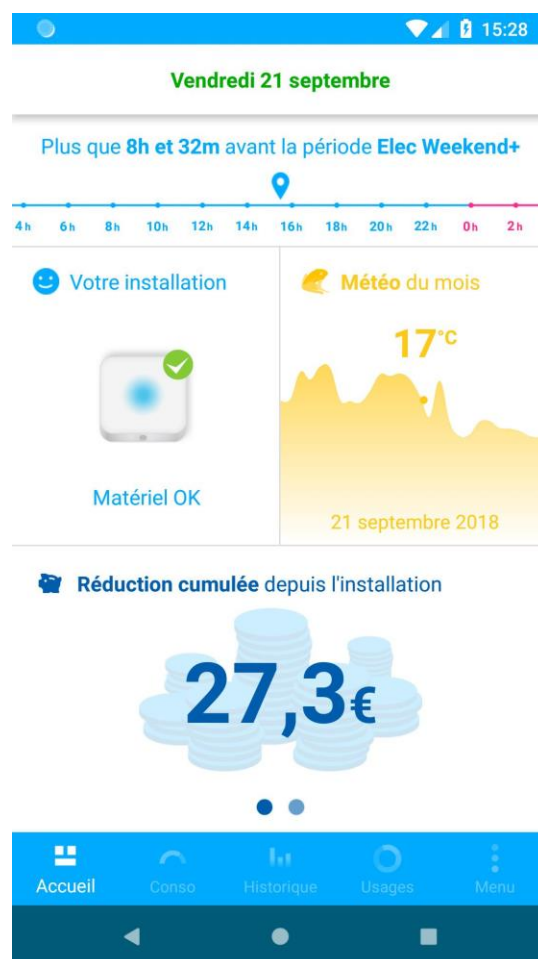 15:28
Vendredi 21 septembre
Plus que 8h et 32m avant la période Elec Weekend+
4h 6h 8h 10h 12h 14h 16h 18h 20h 22h 0h 2h
Votre installation
Météo du mois
17°C
Matériel OK
21 septembre 2018
Réduction cumulée depuis l'installation
27,3€
Accueil Conso Historique Usages Menu